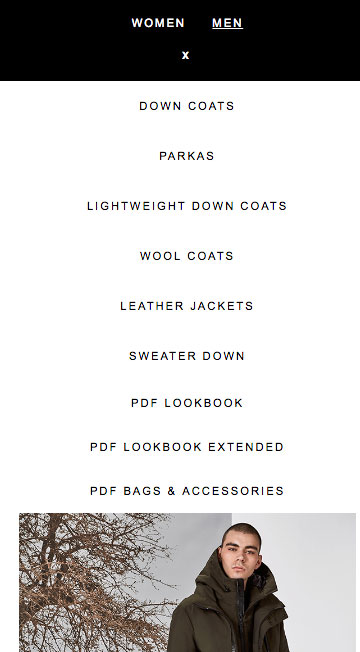 WOMEN MEN
x
DOWN COATS
PARKAS
LIGHTWEIGHT DOWN COATS
WOOL COATS
LEATHER JACKETS
SWEATER DOWN
PDF LOOKBOOK
PDF LOOKBOOK EXTENDED
PDF BAGS & ACCESSORIES